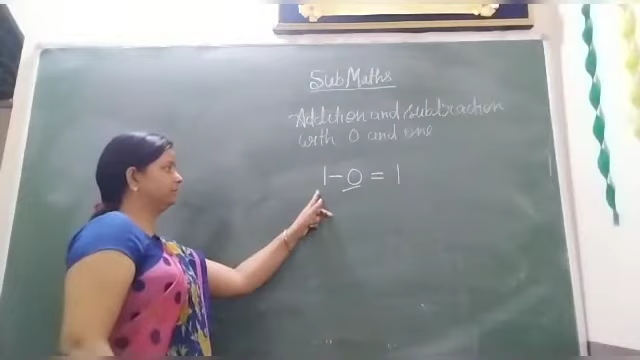 Sub Maths
Addition and subtraction
with 0 and one
1 - 0 = 1